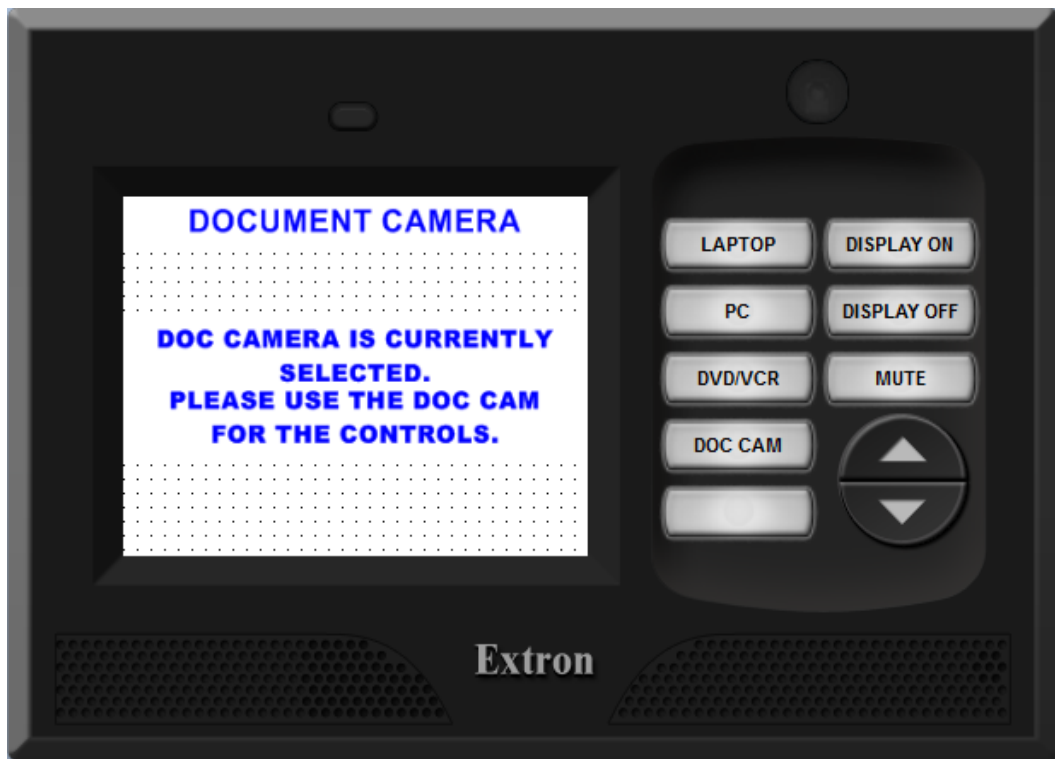 DOCUMENT CAMERA
DOC CAMERA IS CURRENTLY
SELECTED.
PLEASE USE THE DOC CAM
FOR THE CONTROLS.
LAPTOP
DISPLAY ON
PC
DISPLAY OFF
DVD/VCR
MUTE
DOC CAM
Extron